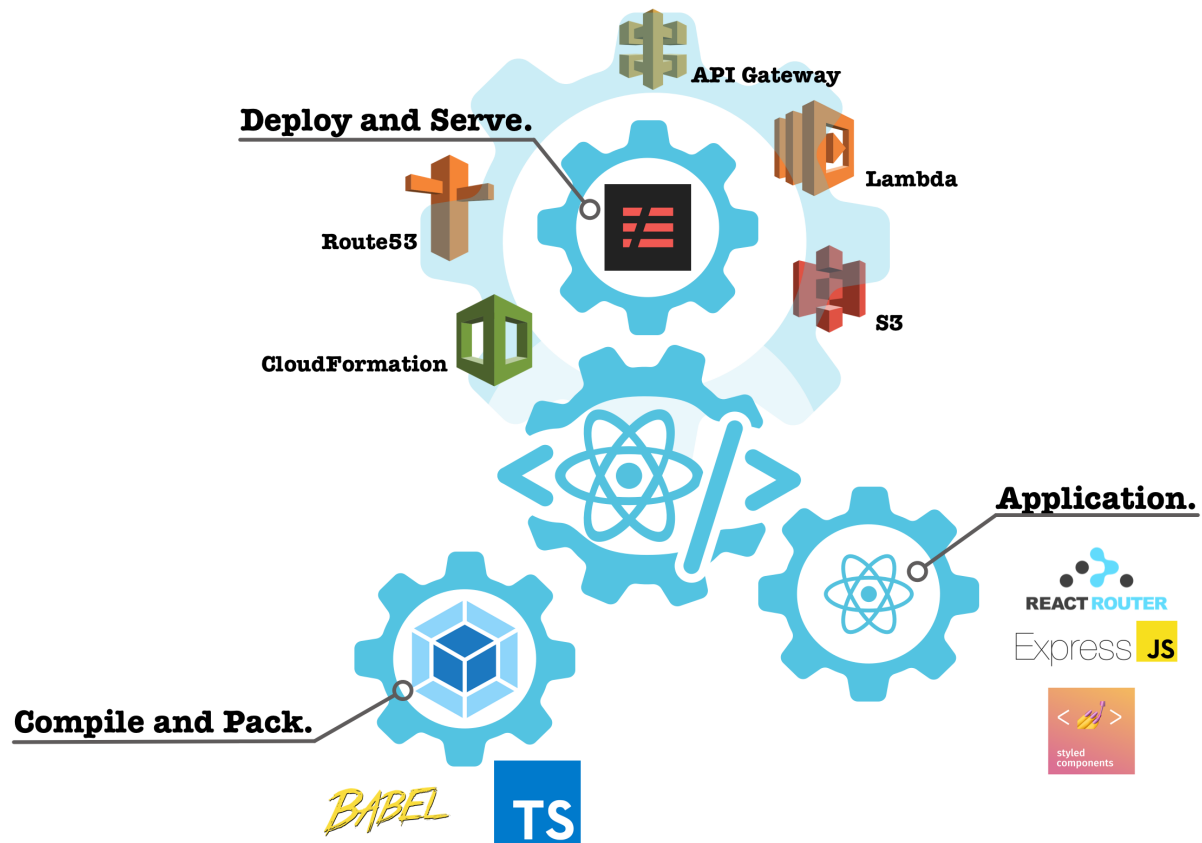 API Gateway
Deploy and Serve.
Lambda
Route53
S3
CloudFormation
Application.
REACT ROUTER
Express JS
Compile and Pack.
< >
styled
components
BABEL
TS